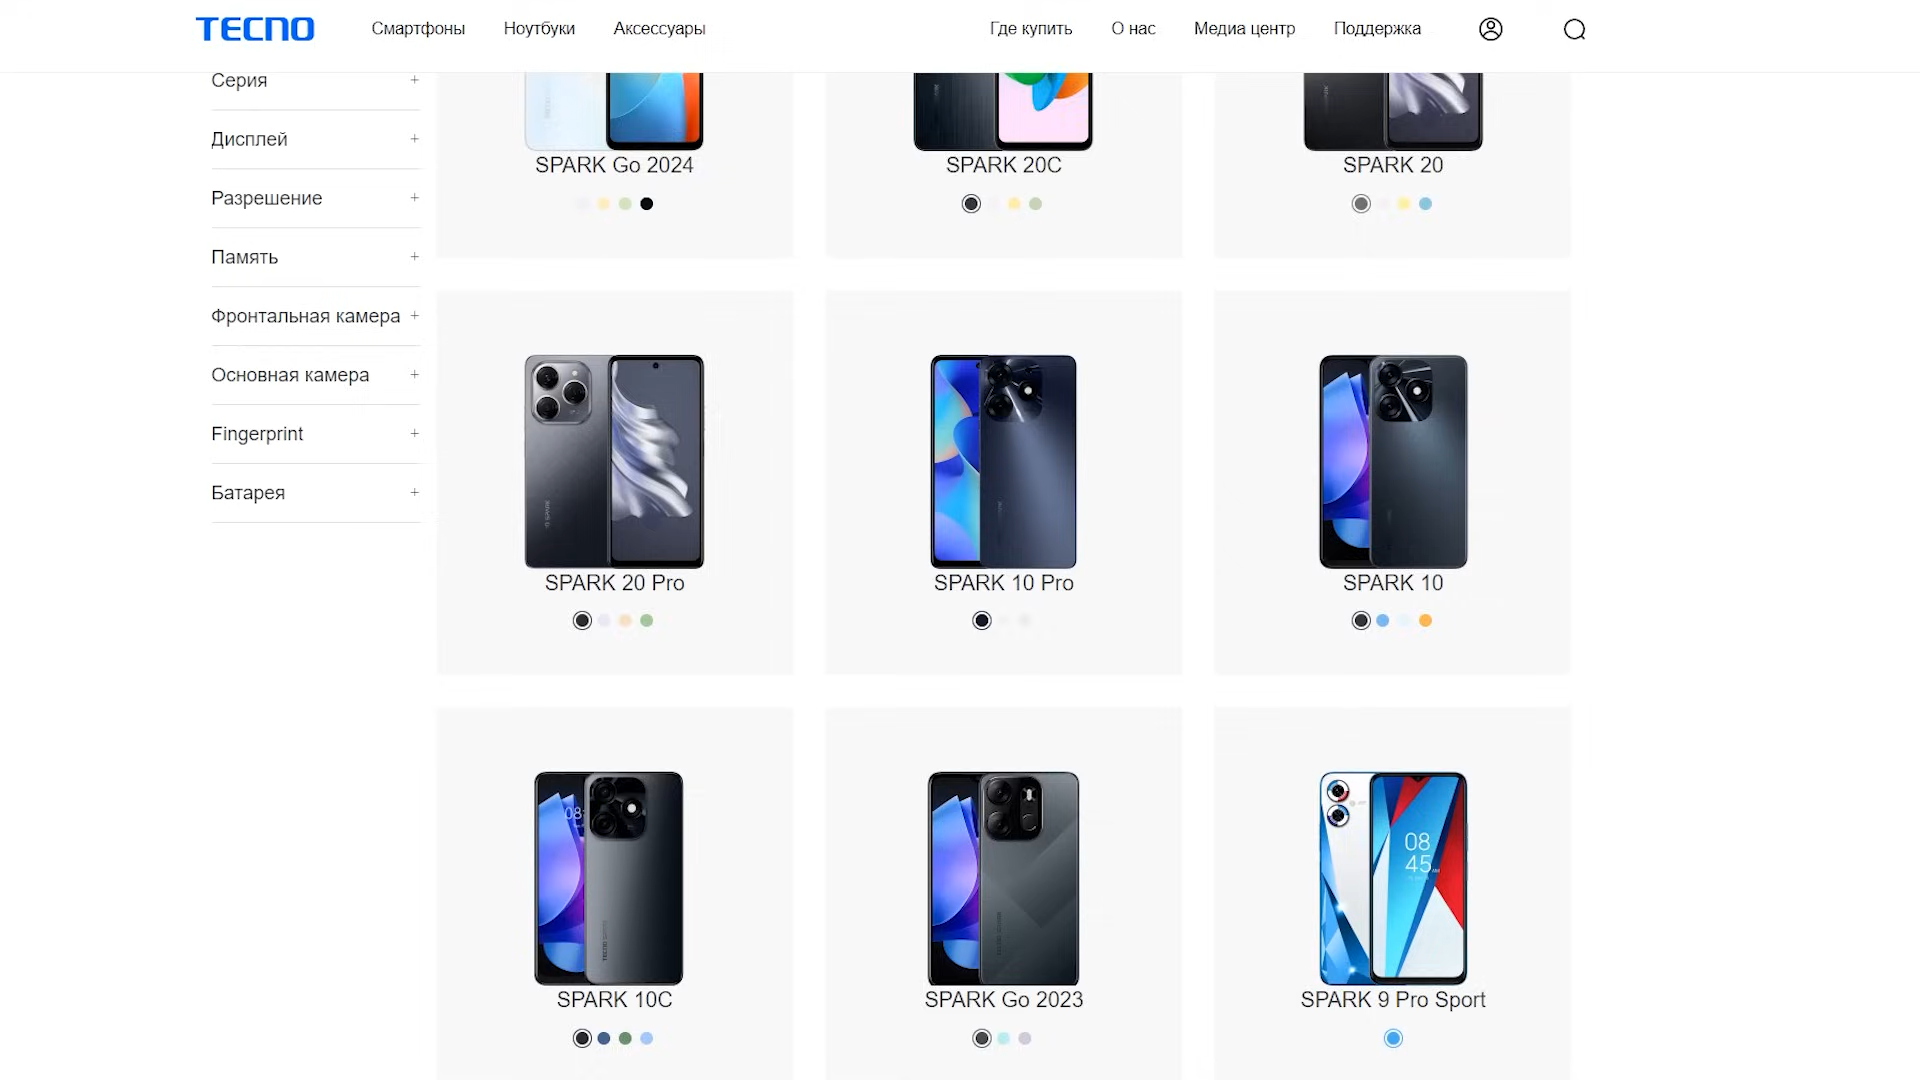 TECNO
Смартфоны Ноутбуки Аксессуары Где купить О нас Медиа центр Поддержка
Серия +
Дисплей +
Разрешение +
Память +
Фронтальная камера +
Основная камера +
Fingerprint +
Батарея +
SPARK Go 2024
SPARK 20C
SPARK 20
SPARK 20 Pro
SPARK 10 Pro
SPARK 10
SPARK 10C
SPARK Go 2023
08
45
SPARK 9 Pro Sport